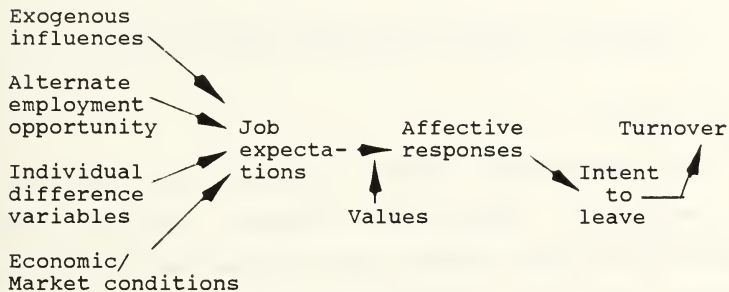 Exogenous
influences
Alternate
employment
opportunity
Individual
difference
variables
Economic/
Market conditions
Job
expecta-
tions
Values
Affective
responses
Intent
to
leave
Turnover